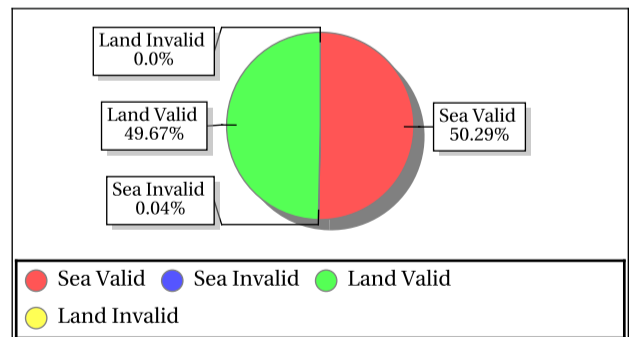 Land Invalid
0.0%
Land Valid
49.67%
Sea Valid
50.29%
Sea Invalid
0.04%
Sea Valid Sea Invalid Land Valid
Land Invalid